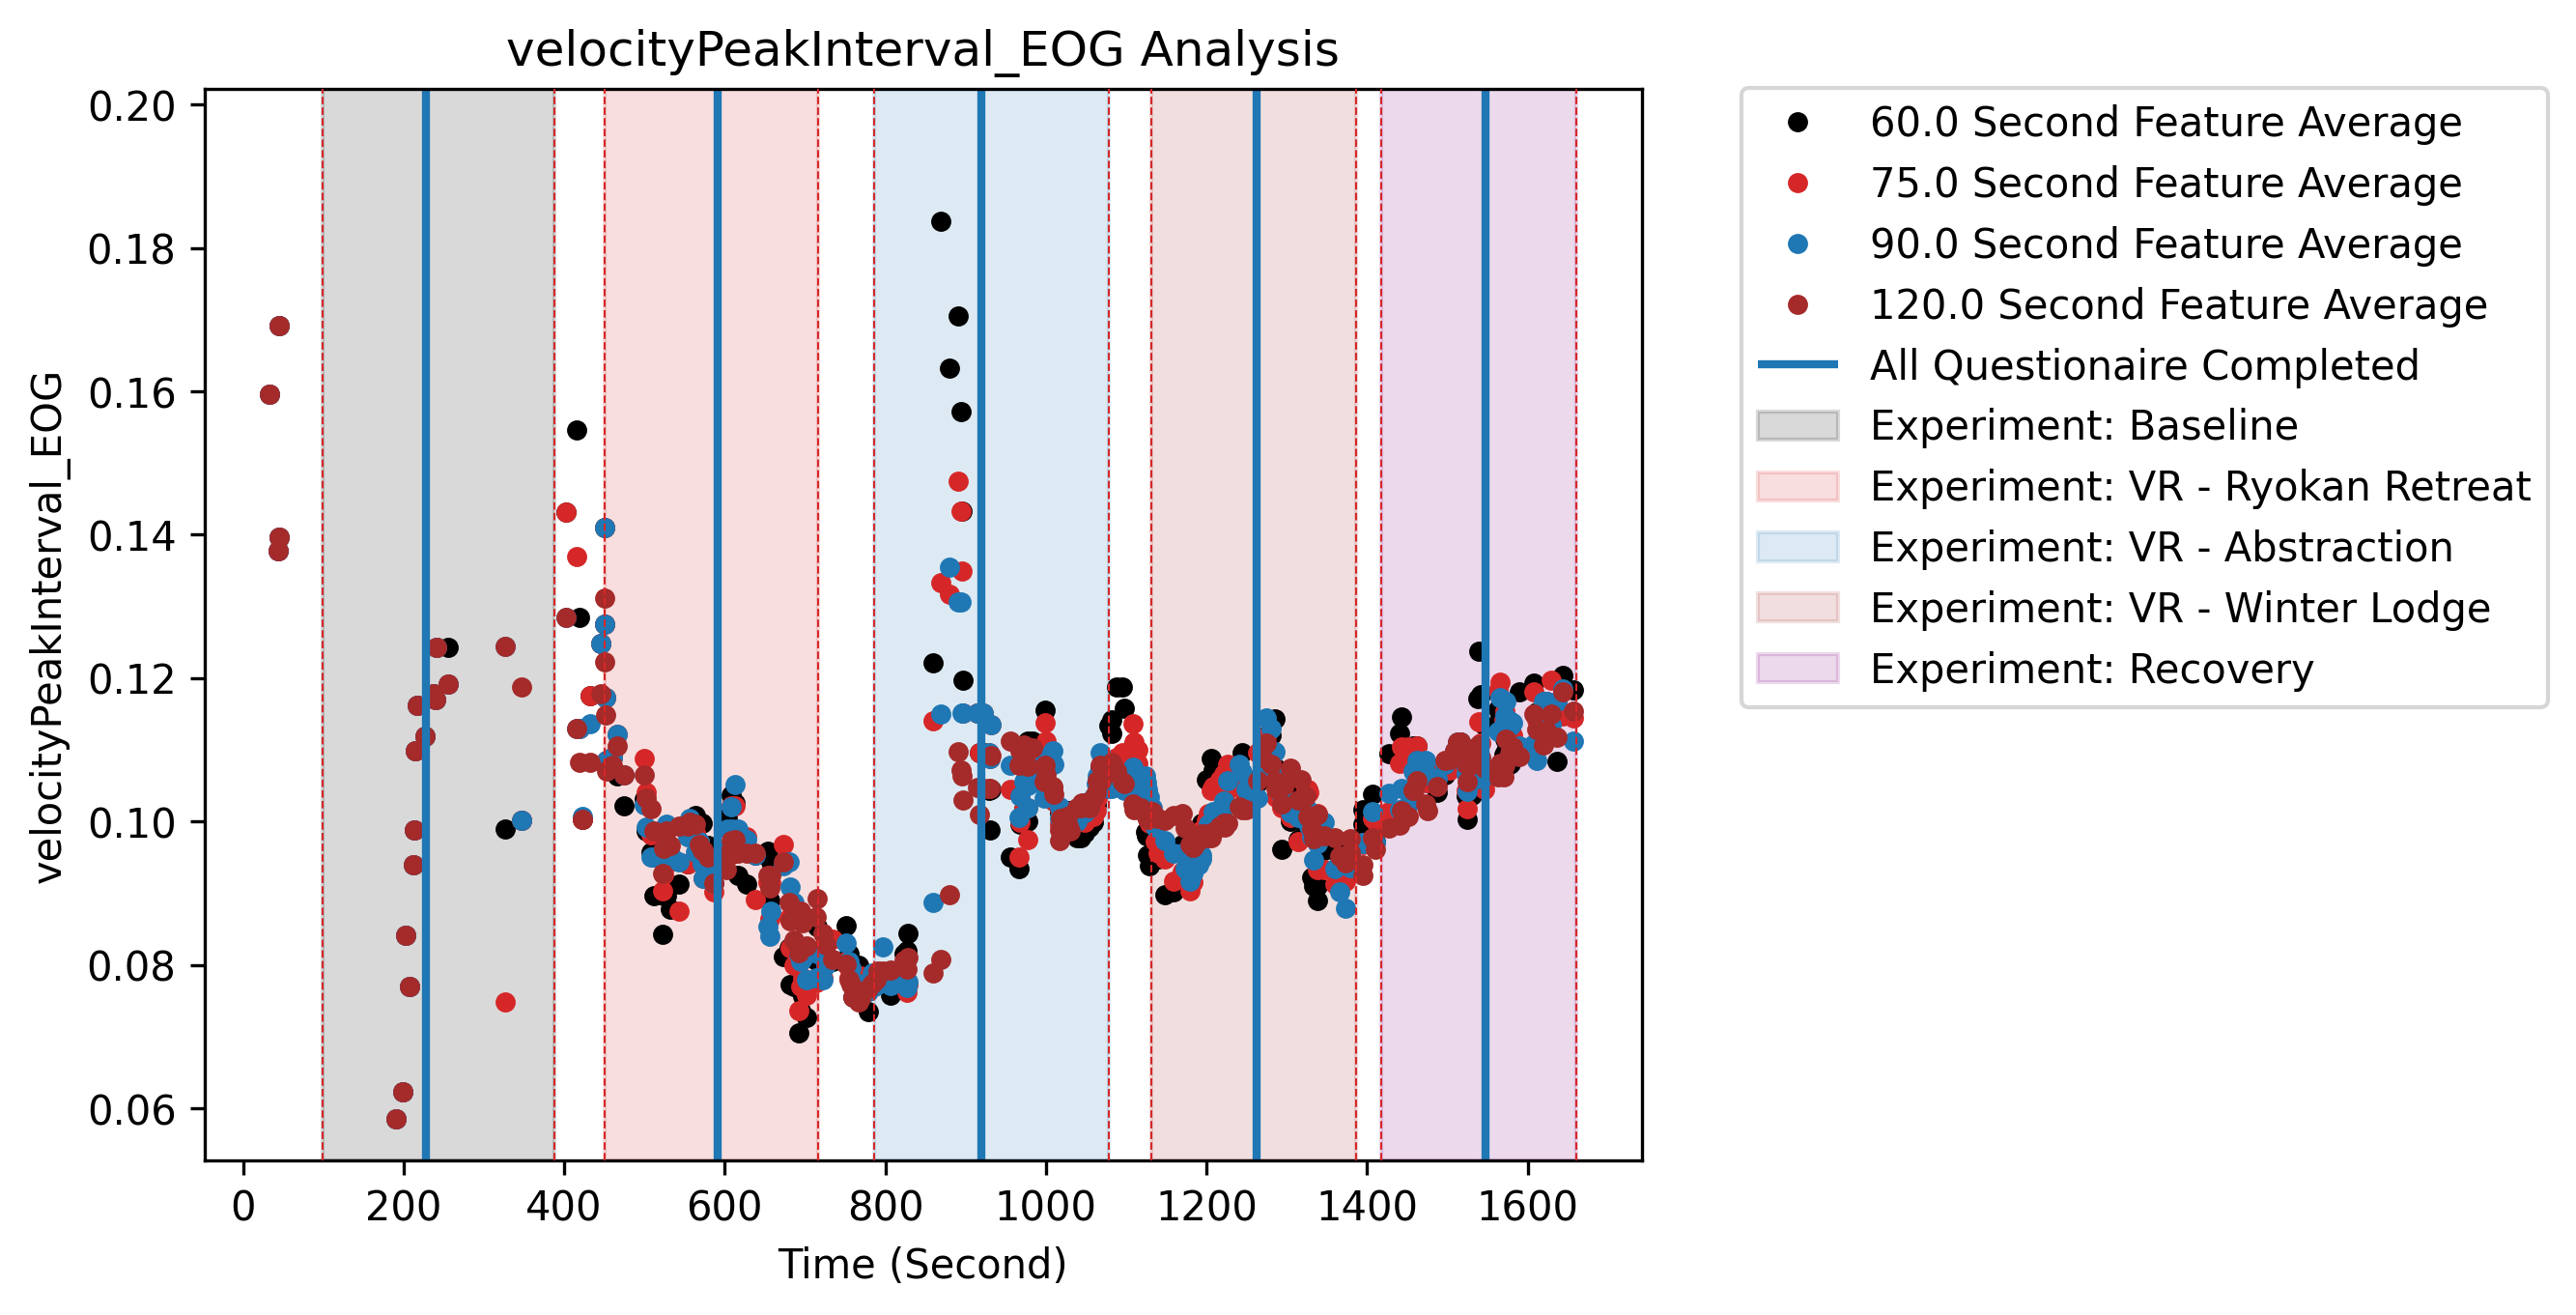 velocityPeakInterval_EOG Analysis
velocityPeakInterval_EOG
0.20
0.18
0.16
0.14
0.12
0.10
0.08
0.06
0 200 400 600 800 1000 1200 1400 1600
Time (Second)
60.0 Second Feature Average
75.0 Second Feature Average
90.0 Second Feature Average
120.0 Second Feature Average
All Questionaire Completed
Experiment: Baseline
Experiment: VR - Ryokan Retreat
Experiment: VR - Abstraction
Experiment: VR - Winter Lodge
Experiment: Recovery